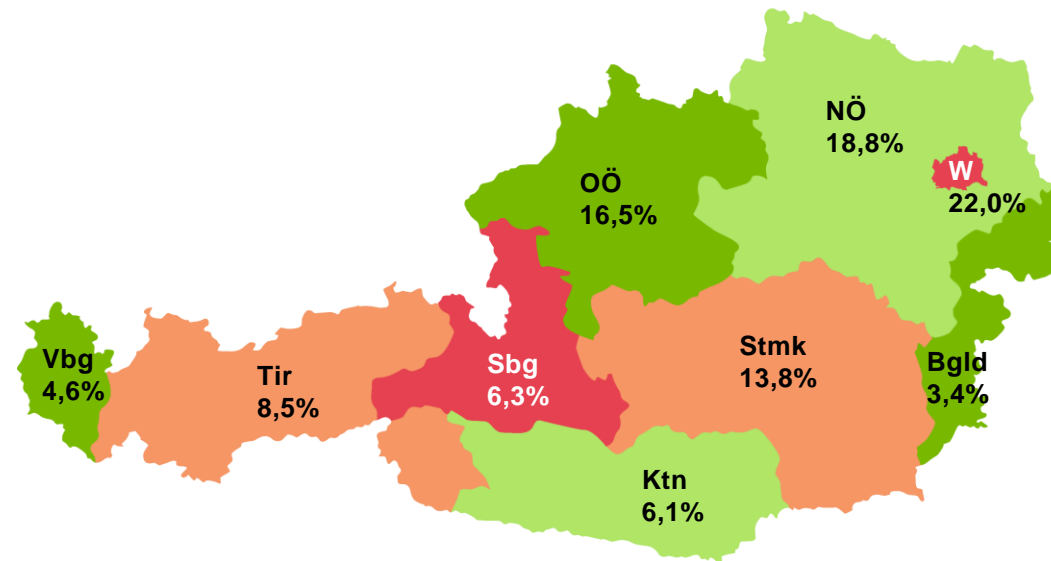 NÖ
18,8%
W
22,0%
OÖ
16,5%
Vbg
4,6%
Tir
8,5%
Sbg
6,3%
Stmk
13,8%
Bgld
3,4%
Ktn
6,1%